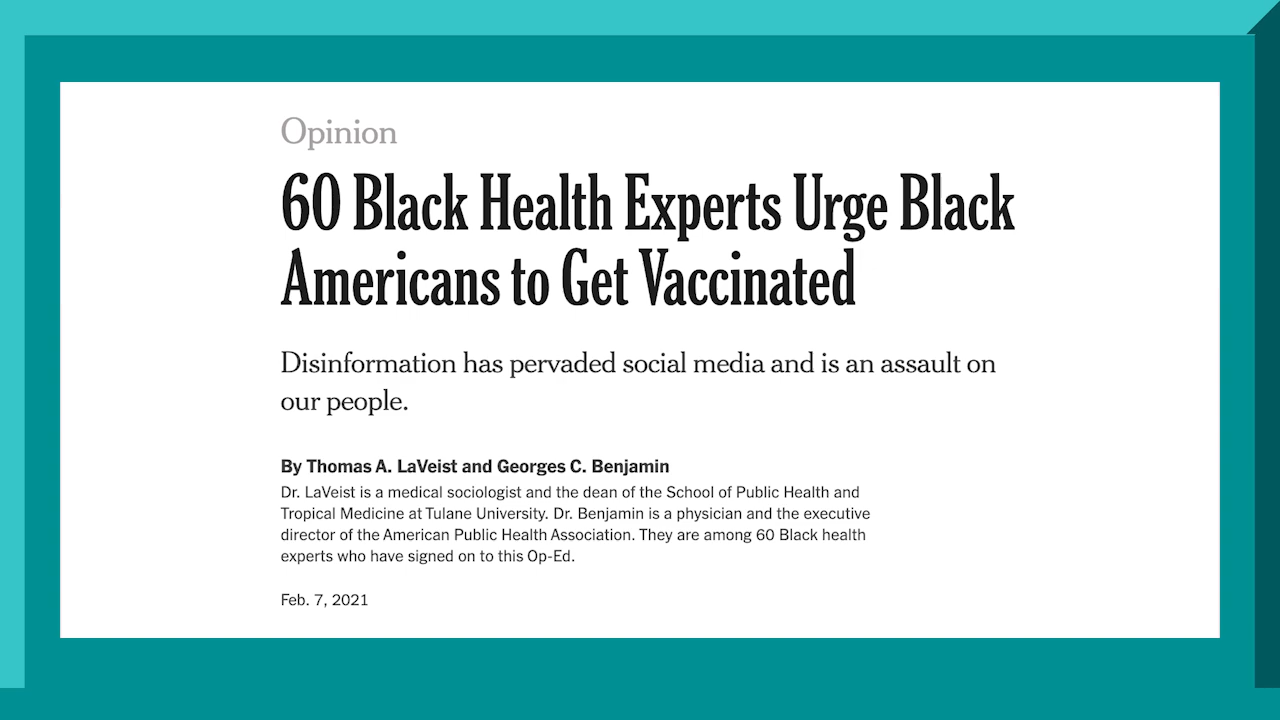 Opinion
60 Black Health Experts Urge Black
Americans to Get Vaccinated
Disinformation has pervaded social media and is an assault on
our people.
By Thomas A. LaVeist and Georges C. Benjamin
Dr. LaVeist is a medical sociologist and the dean of the School of Public Health and
Tropical Medicine at Tulane University. Dr. Benjamin is a physician and the executive
director of the American Public Health Association. They are among 60 Black health
experts who have signed on to this Op-Ed.
Feb. 7, 2021